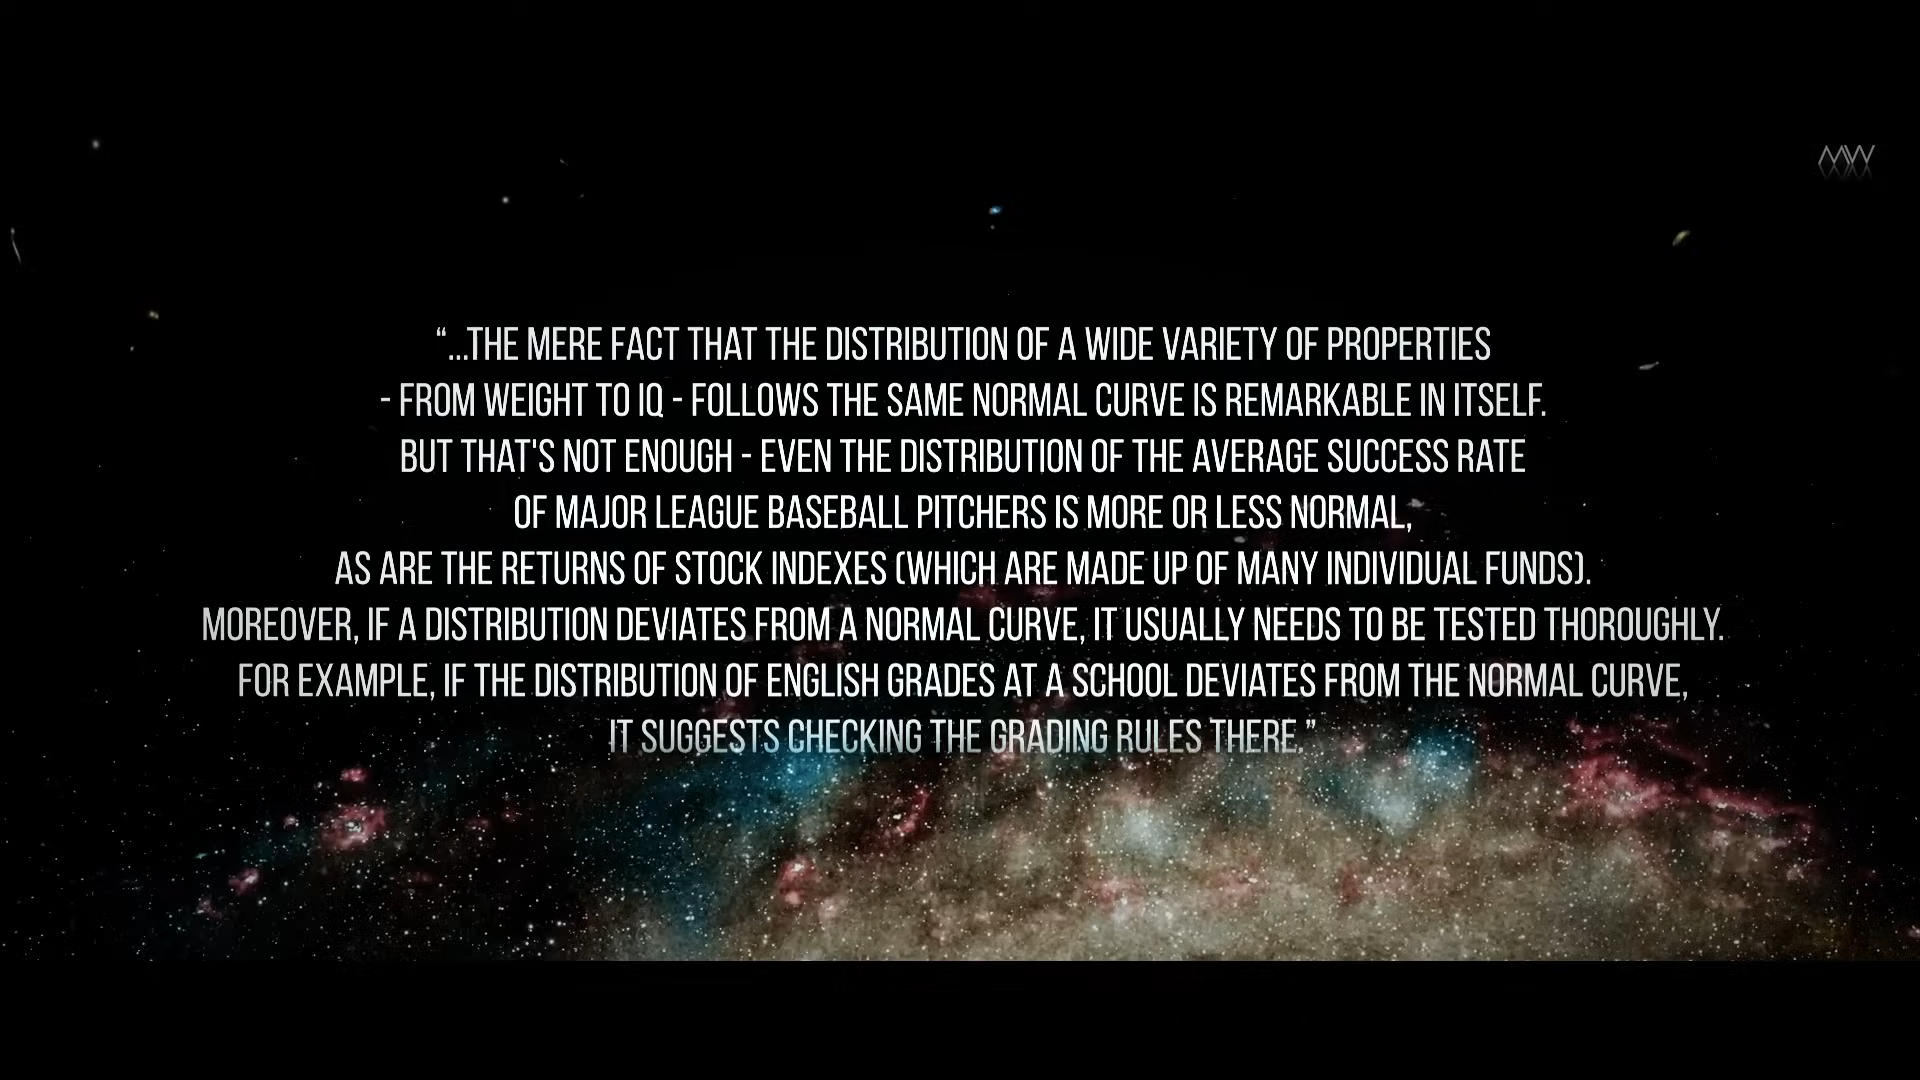 MW
“...THE MERE FACT THAT THE DISTRIBUTION OF A WIDE VARIETY OF PROPERTIES
- FROM WEIGHT TO IQ - FOLLOWS THE SAME NORMAL CURVE IS REMARKABLE IN ITSELF.
BUT THAT'S NOT ENOUGH - EVEN THE DISTRIBUTION OF THE AVERAGE SUCCESS RATE
OF MAJOR LEAGUE BASEBALL PITCHERS IS MORE OR LESS NORMAL,
AS ARE THE RETURNS OF STOCK INDEXES (WHICH ARE MADE UP OF MANY INDIVIDUAL FUNDS).
MOREOVER, IF A DISTRIBUTION DEVIATES FROM A NORMAL CURVE, IT USUALLY NEEDS TO BE TESTED THOROUGHLY.
FOR EXAMPLE, IF THE DISTRIBUTION OF ENGLISH GRADES AT A SCHOOL DEVIATES FROM THE NORMAL CURVE,
IT SUGGESTS CHECKING THE GRADING RULES THERE.”